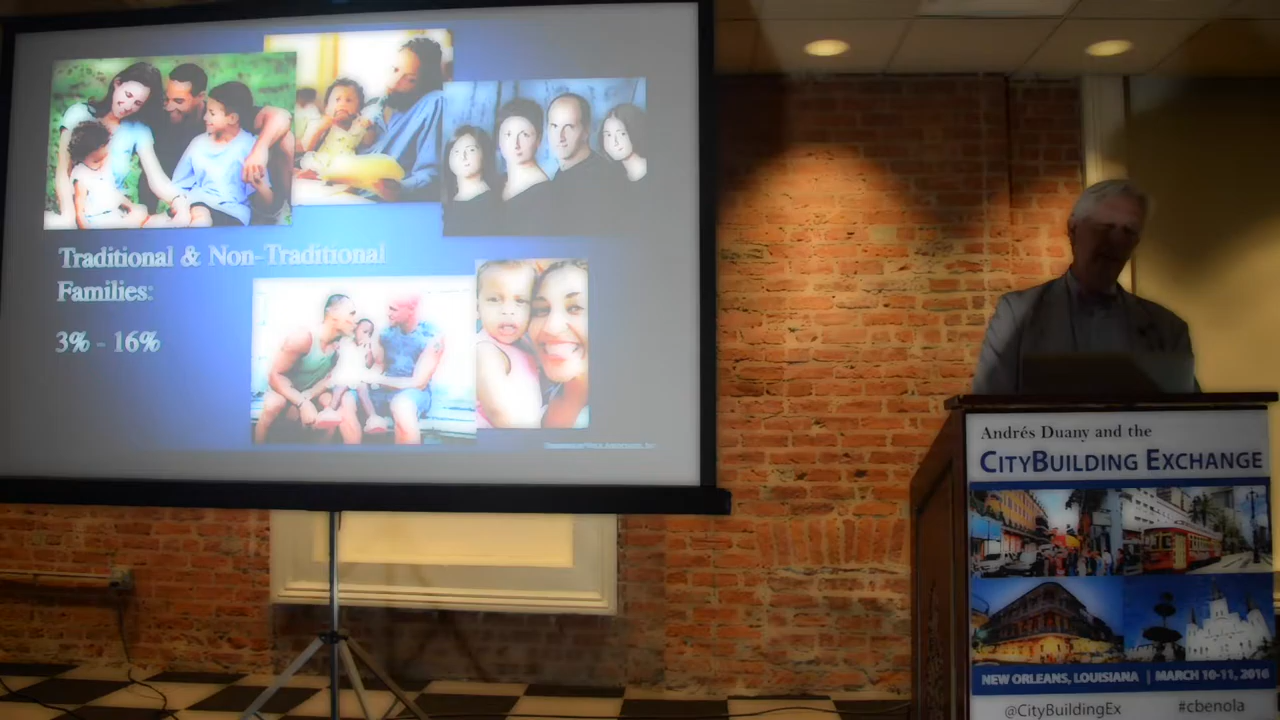 Traditional & Non-Traditional
Families:
3% - 16%
Andrés Duany and the
CITYBUILDING EXCHANGE
NEW ORLEANS, LOUISIANA | MARCH 10-11, 2016
@CityBuildingEx #cbenola